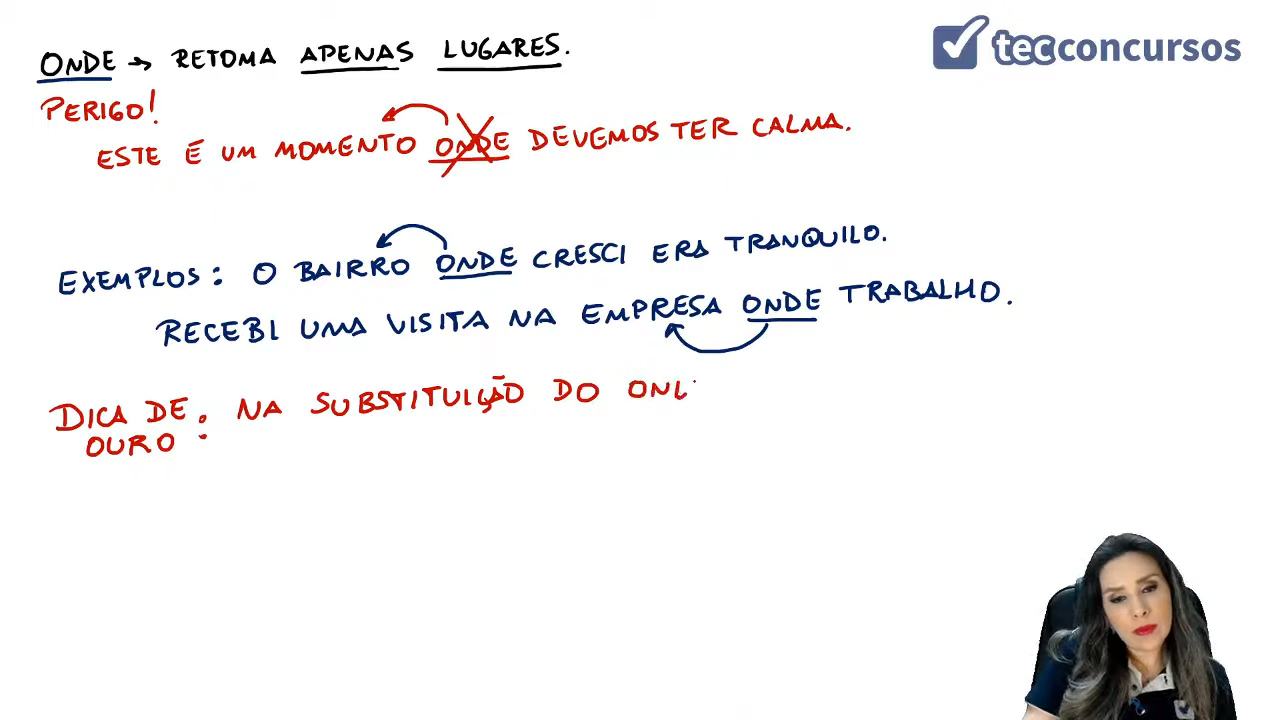 ONDE → RETOMA APENAS LUGARES.
tecconcursos
PERIGO!
ESTE É UM MOMENTO ONDE DEVEMOS TER CALMA.
EXEMPLOS: O BAIRRO ONDE CRESCI ERA TRANQUILO.
RECEBI UMA VISITA NA EMPRESA ONDE TRABALHO.
DICA DE OURO: NA SUBSTITUIÇÃO DO